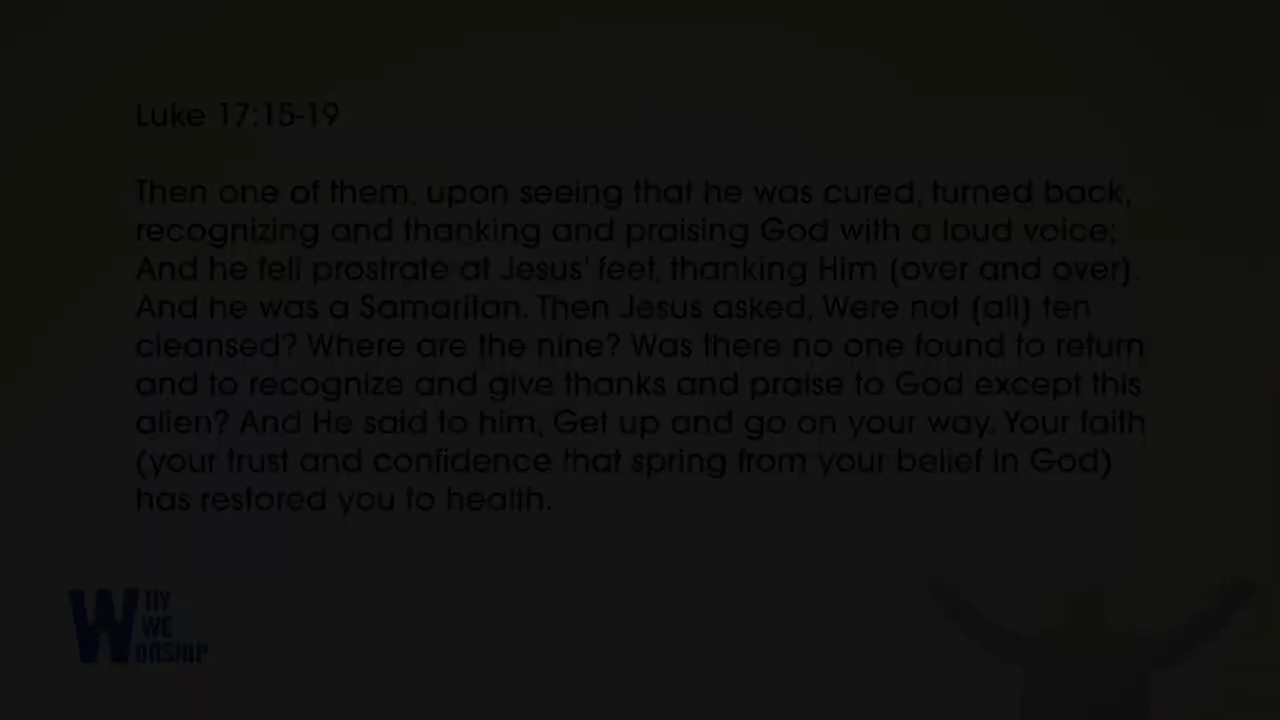 Luke 17:15-19
Then one of them, upon seeing that he was cured, turned back,
recognizing and thanking and praising God with a loud voice;
And he fell prostrate at Jesus' feet, thanking Him (over and over).
And he was a Samaritan. Then Jesus asked, Were not (all) ten
cleansed? Where are the nine? Was there no one found to return
and to recognize and give thanks and praise to God except this
alien? And He said to him, Get up and go on your way. Your faith
(your trust and confidence that spring from your belief in God)
has restored you to health.
WHY
WE
WORSHIP